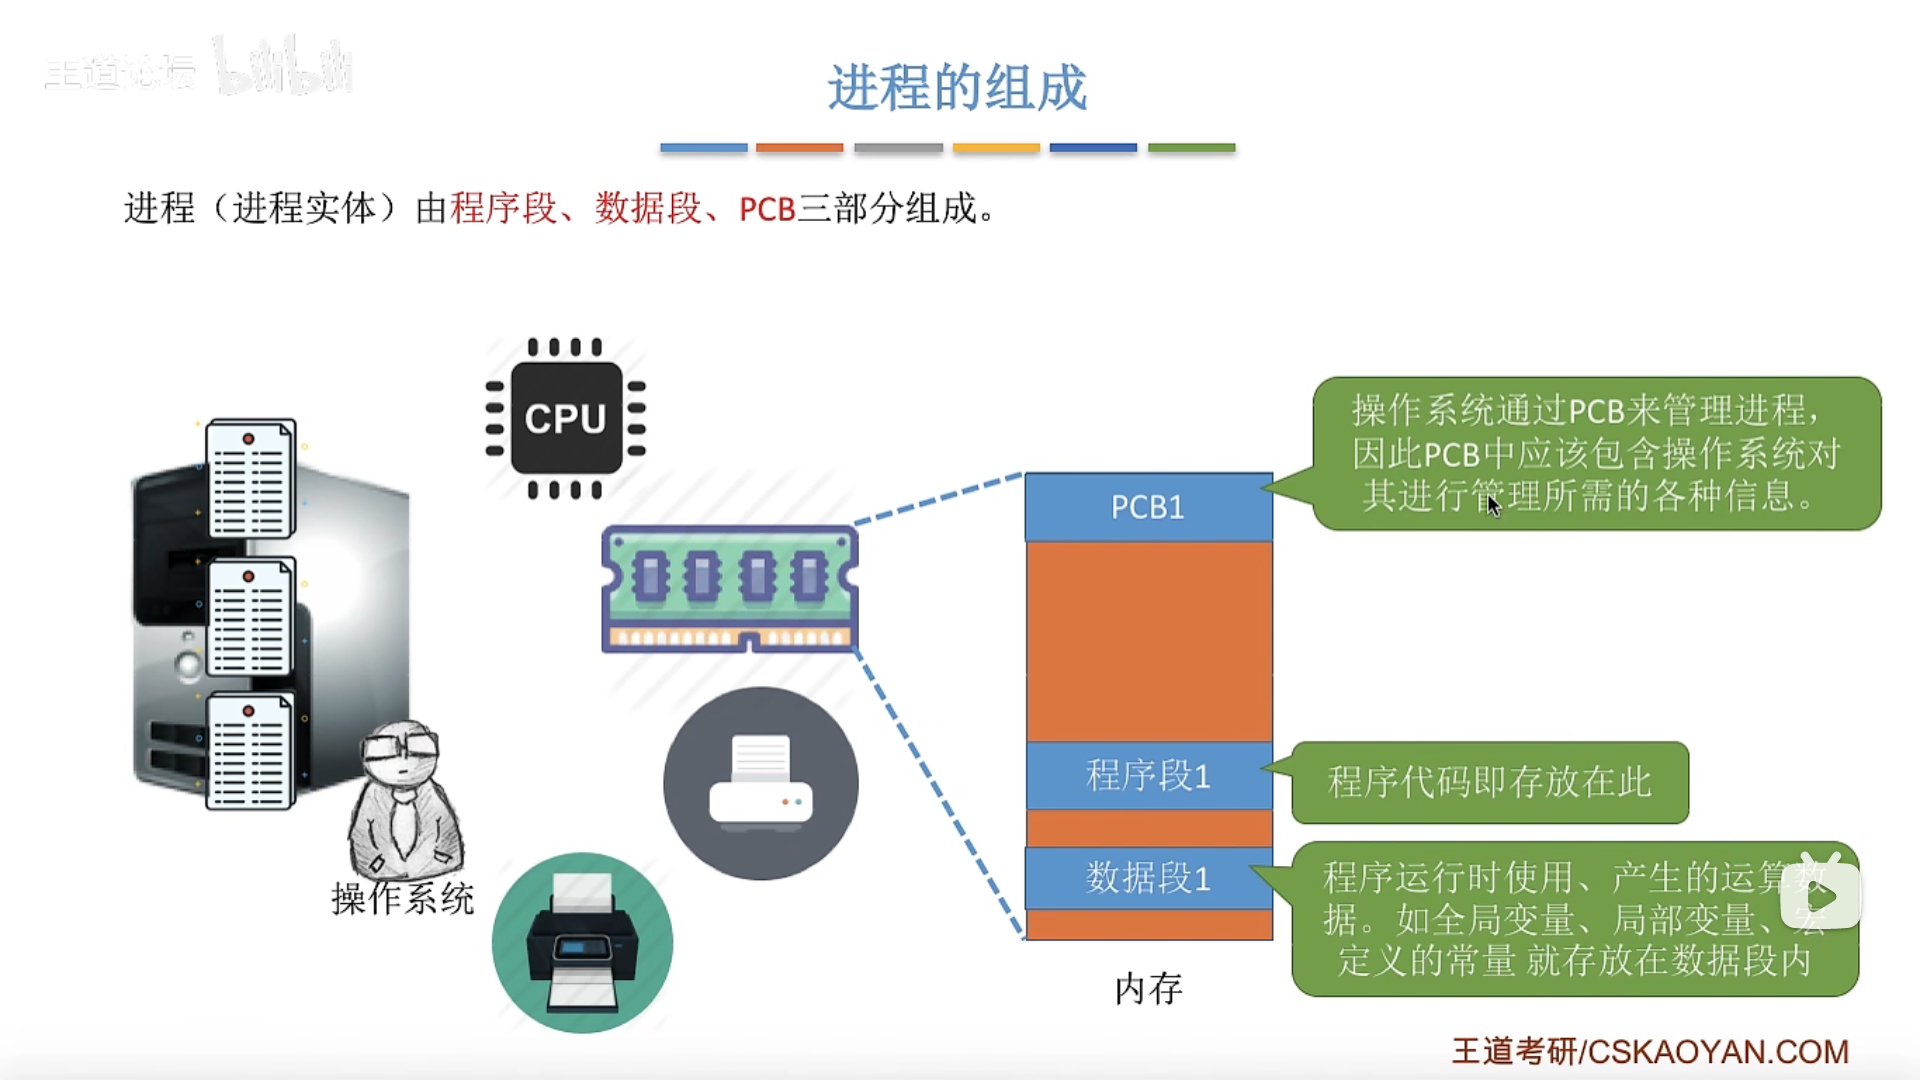 王道论坛 bilibili
进程的组成
进程（进程实体）由程序段、数据段、PCB三部分组成。
CPU
操作系统通过PCB来管理进程，
因此PCB中应该包含操作系统对
其进行管理所需的各种信息。
PCB1
程序段1
程序代码即存放在此
数据段1
程序运行时使用、产生的运算数
据。如全局变量、局部变量、宏
定义的常量 就存放在数据段内
操作系统
内存
王道考研/CSKAOYAN.COM